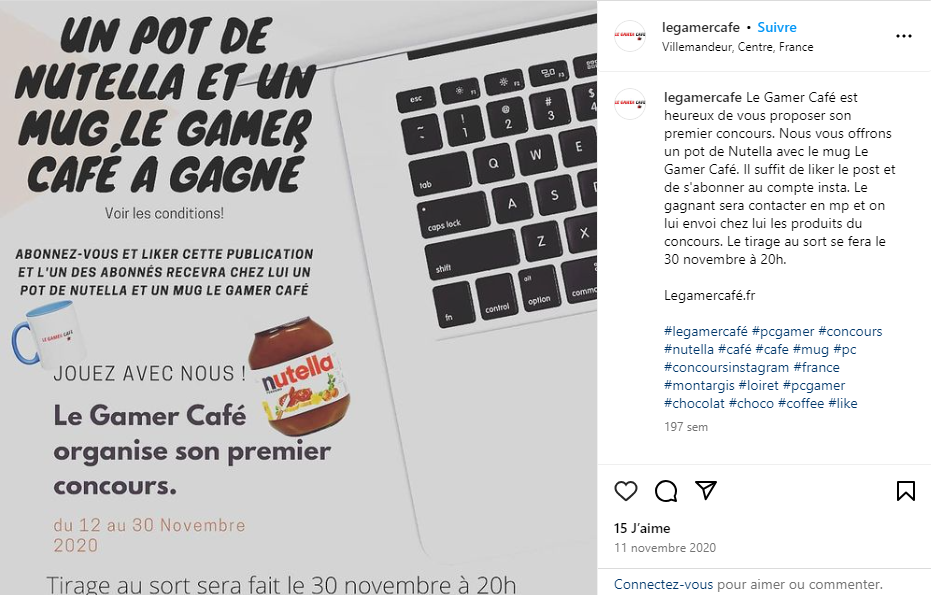 UN POT DE
NUTELLA ET UN
MUG LE GAMER
CAFÉ A GAGNÉ
Voir les conditions!
ABONNEZ-VOUS ET LIKER CETTE PUBLICATION
ET L'UN DES ABONNÉS RECEVRA CHEZ LUI UN
POT DE NUTELLA ET UN MUG LE GAMER CAFÉ
LE GAMER CAFÉ
nutella
JOUEZ AVEC NOUS !
Le Gamer Café
organise son premier
concours.
du 12 au 30 Novembre
2020
Tirage au sort sera fait le 30 novembre à 20h
esc
F1
F2
F3
~
!
1
@
2
#
3
$
4
tab
Q
W
E
caps lock
A
S
shift
Z
X
fn
control
alt
option
LE GAMER CAFÉ
legamercafe • Suivre
Villemandeur, Centre, France
LE GAMER CAFÉ
legamercafe Le Gamer Café est
heureux de vous proposer son
premier concours. Nous vous offrons
un pot de Nutella avec le mug Le
Gamer Café. Il suffit de liker le post et
de s'abonner au compte insta. Le
gagnant sera contacter en mp et on
lui envoi chez lui les produits du
concours. Le tirage au sort se fera le
30 novembre à 20h.
Legamercafé.fr
#legamercafé #pcgamer #concours
#nutella #café #cafe #mug #pc
#concoursinstagram #france
#montargis #loiret #pcgamer
#chocolat #choco #coffee #like
197 sem
15 J'aime
11 novembre 2020
Connectez-vous pour aimer ou commenter.